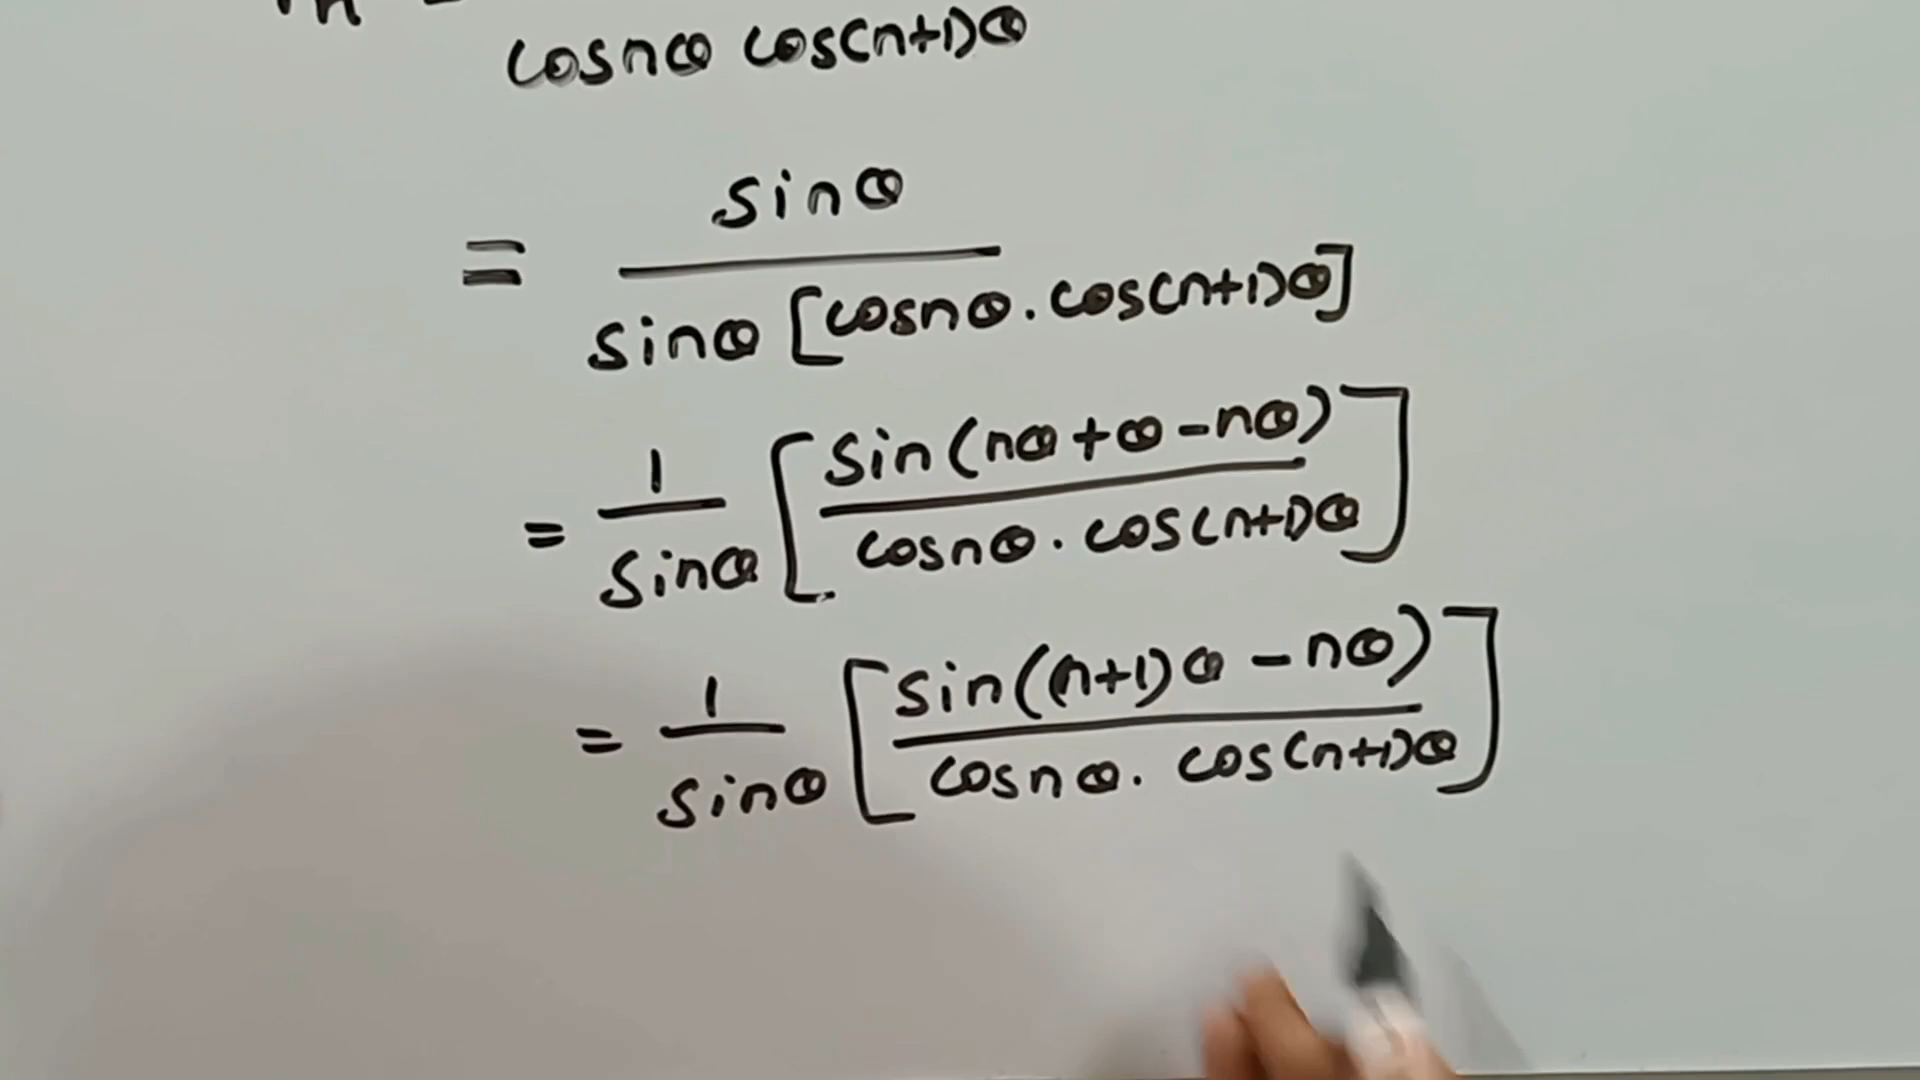 cosnθ cos(n+1)θ
= sinθ / sinθ [cosnθ . cos(n+1)θ]
= 1 / sinθ [ sin(nθ+θ-nθ) / cosnθ . cos(n+1)θ ]
= 1 / sinθ [ sin((n+1)θ - nθ) / cosnθ . cos(n+1)θ ]